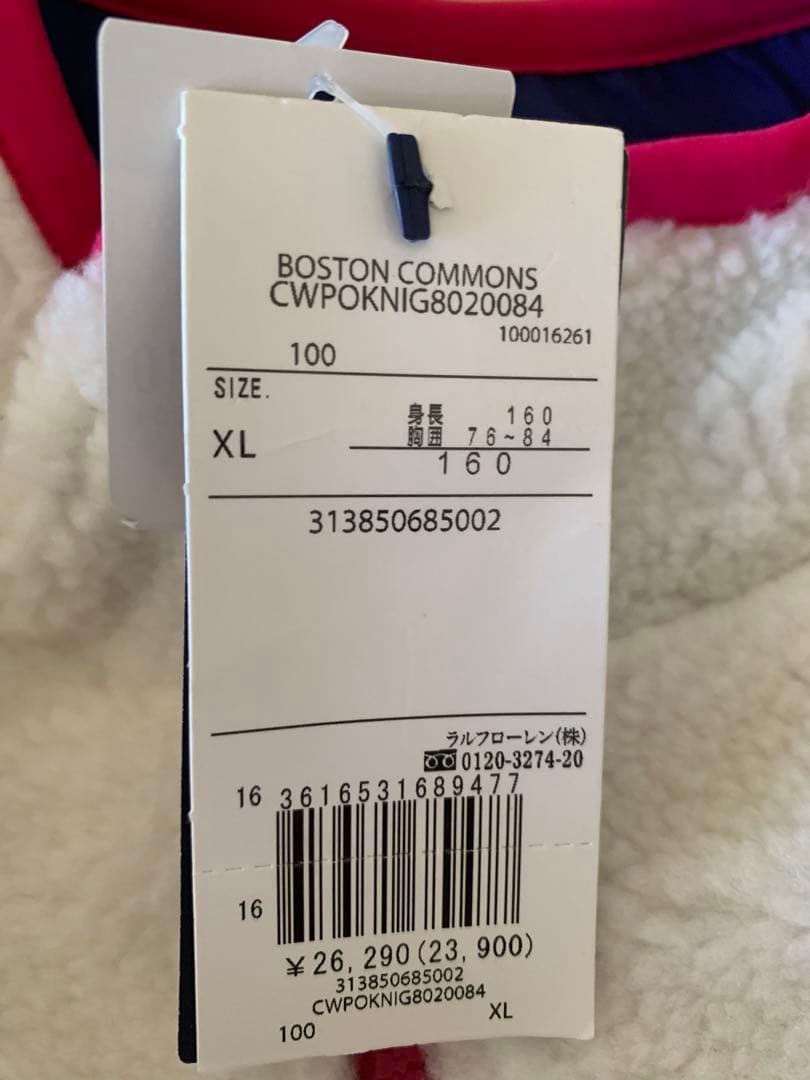 BOSTON COMMONS
CWPOKNIG8020084
100016261
100
SIZE.
XL
身長 160
胸囲 76~84
160
313850685002
ラルフローレン(株)
0120-3274-20
16 3616531689477
16
¥26,290(23,900)
313850685002
CWPOKNIG8020084
100 XL